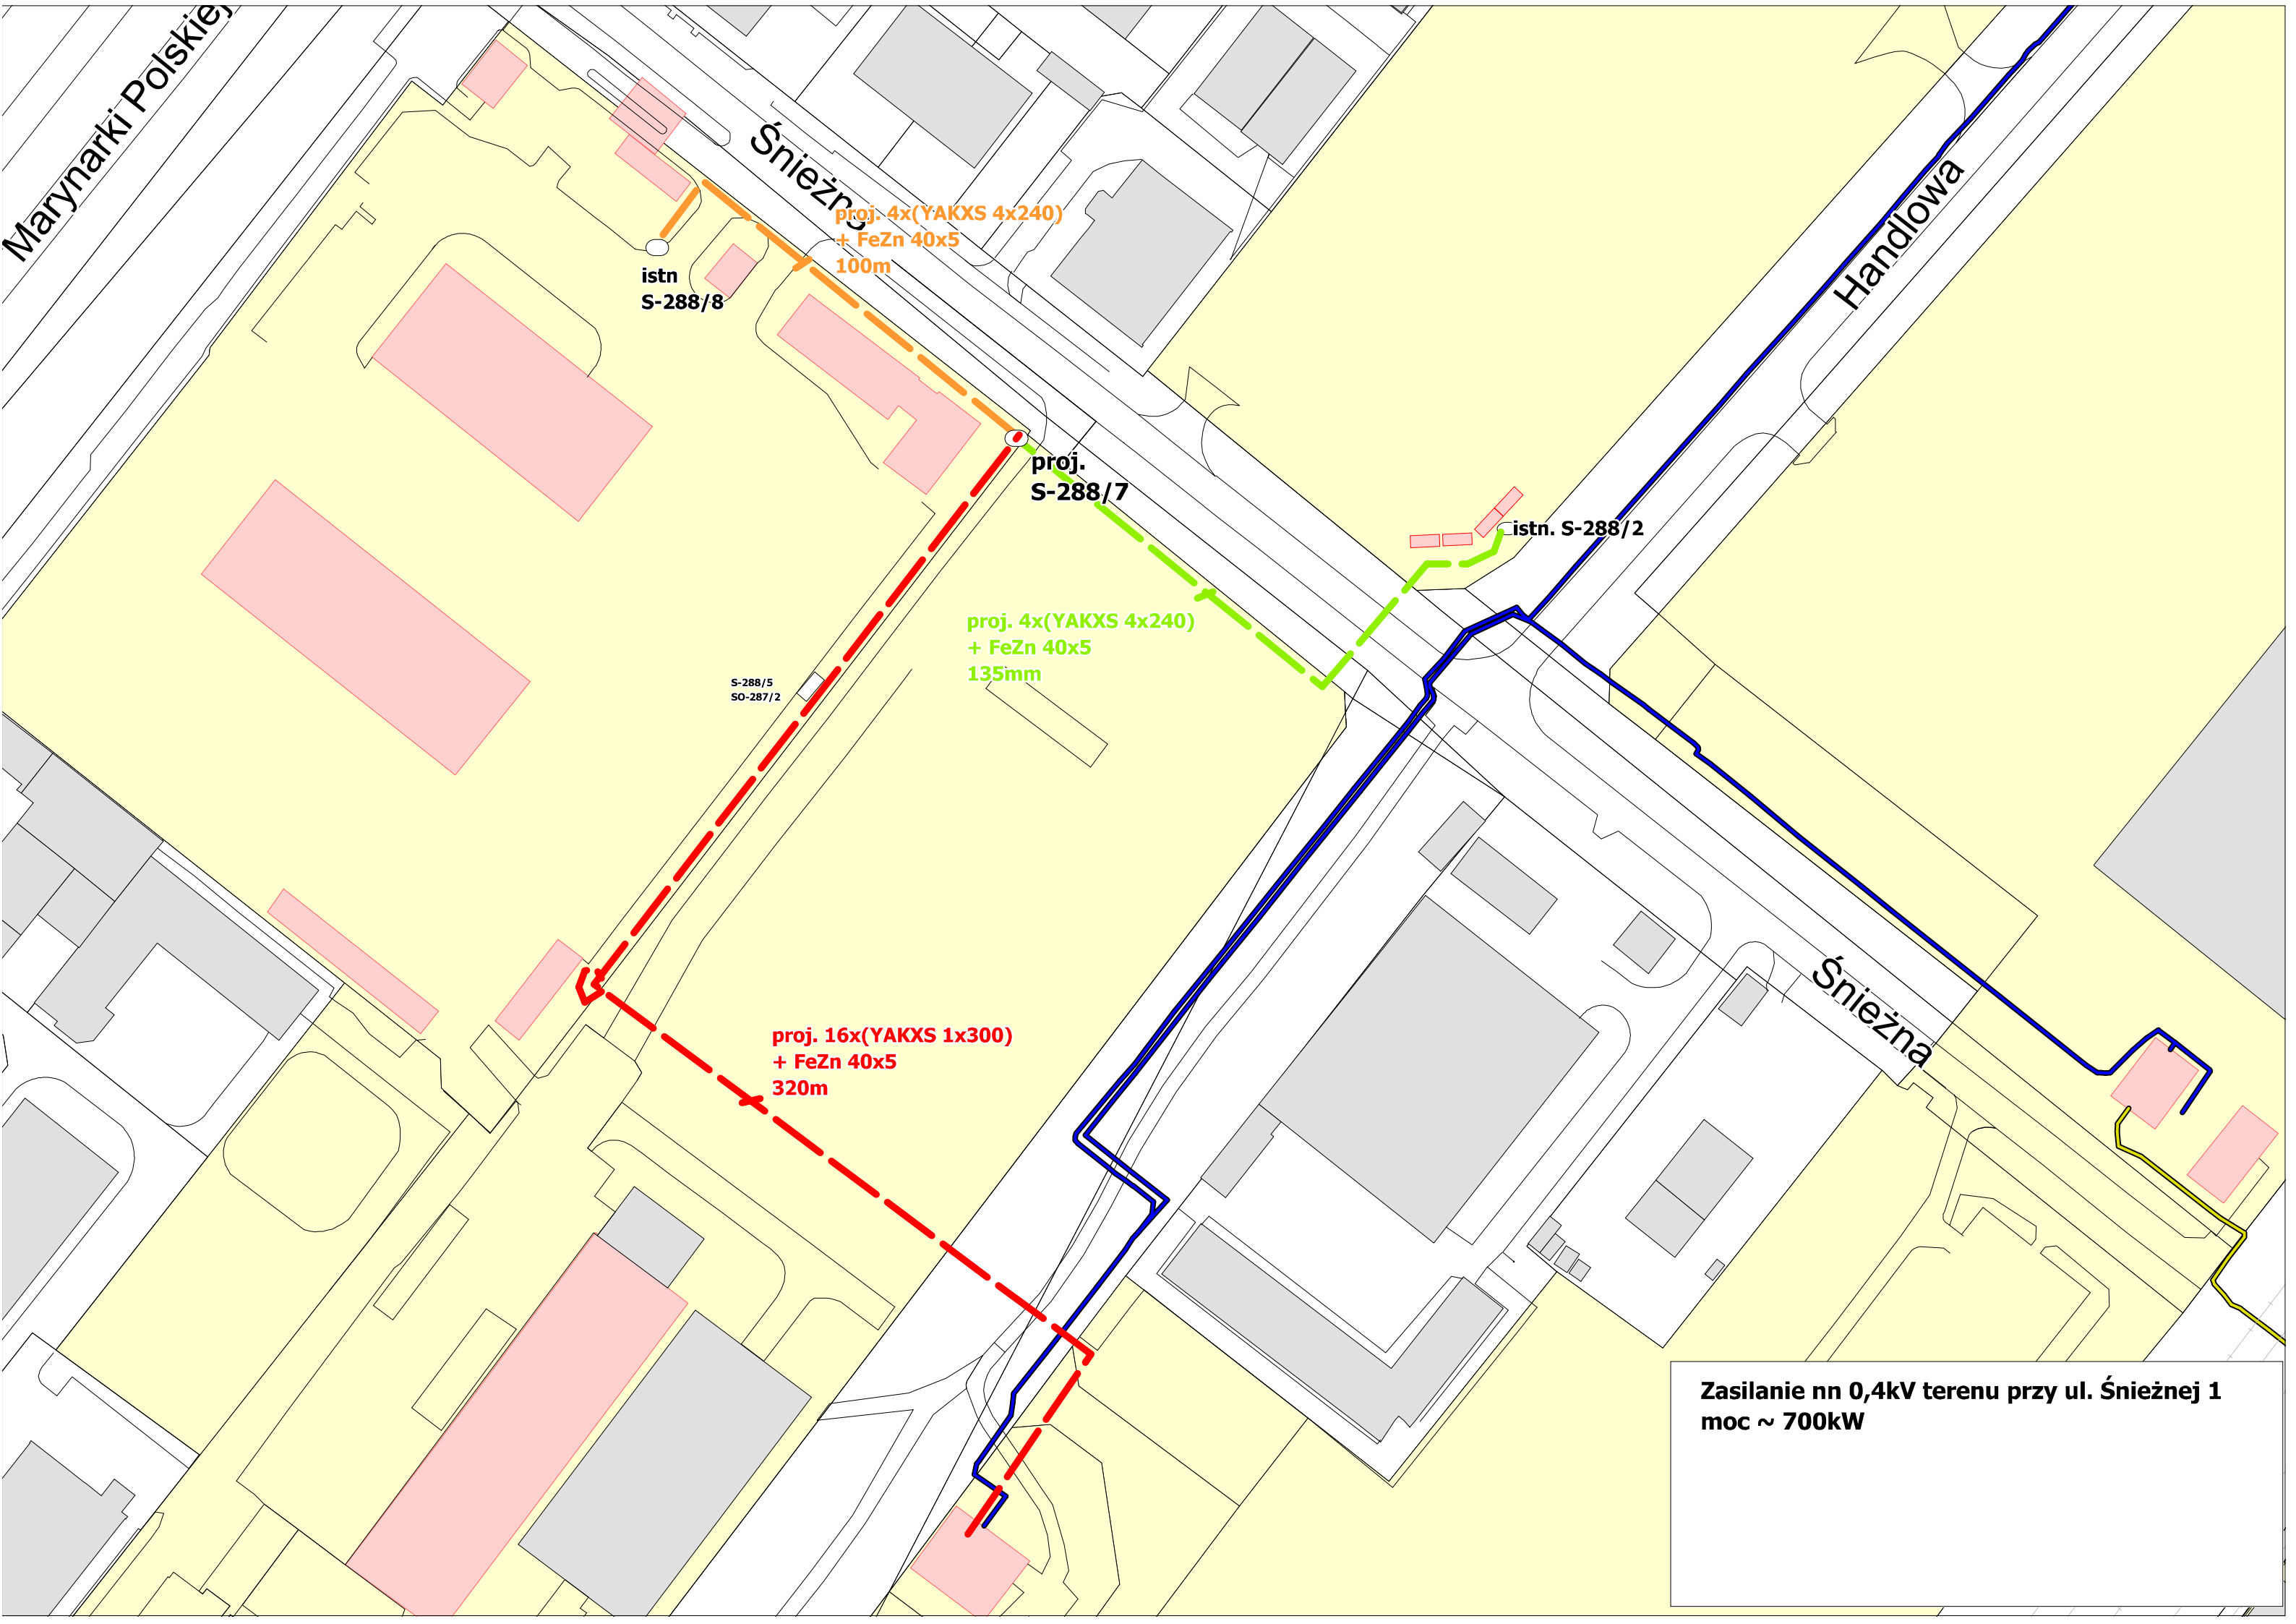 Marynarki Polskiej
Śnieżna
proj. 4x(YAKXS 4x240)
+ FeZn 40x5
100m
istn
S-288/8
Handlowa
proj.
S-288/7
istn. S-288/2
proj. 4x(YAKXS 4x240)
+ FeZn 40x5
135mm
S-288/5
SO-287/2
Śnieżna
proj. 16x(YAKXS 1x300)
+ FeZn 40x5
320m
Zasilanie nn 0,4kV terenu przy ul. Śnieżnej 1
moc ~ 700kW